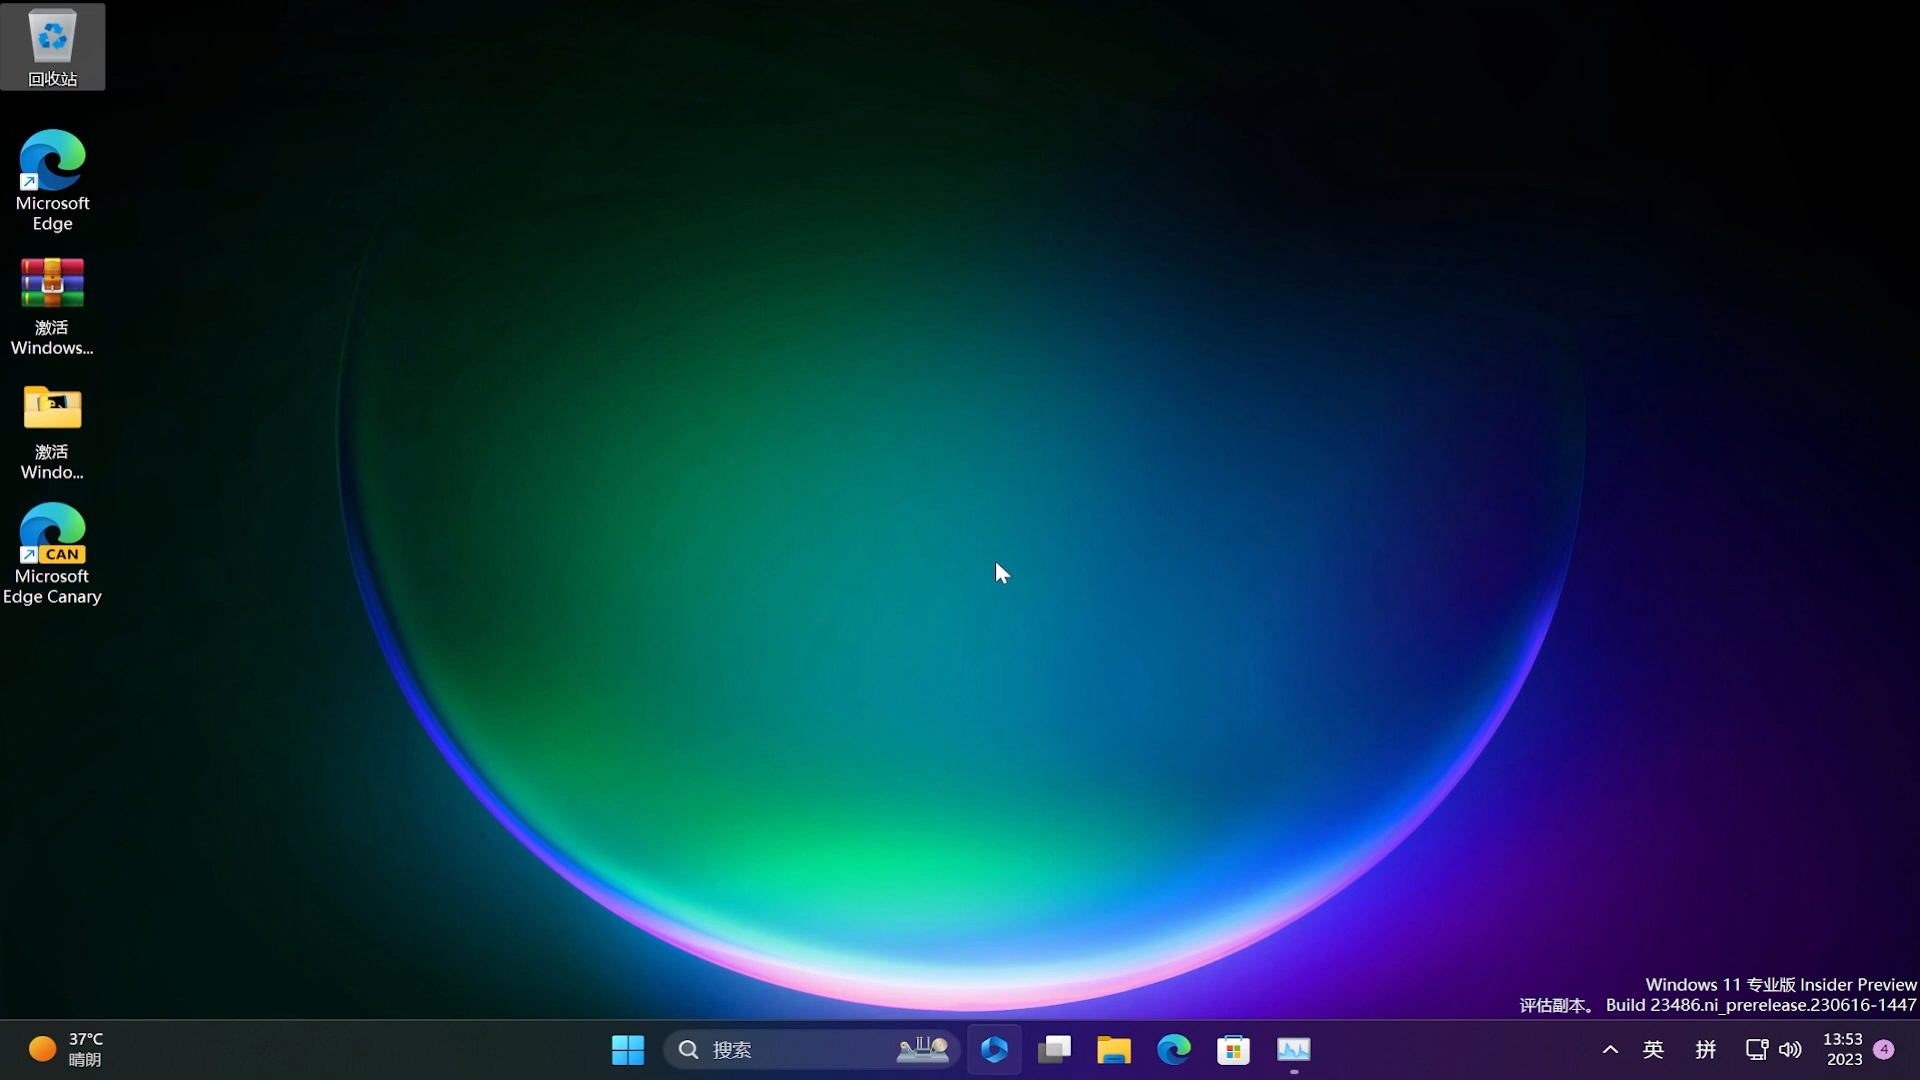 回收站
Microsoft
Edge
激活
Windows...
激活
Windo...
CAN
Microsoft
Edge Canary
Windows 11 专业版 Insider Preview
评估副本。 Build 23486.ni_prerelease.230616-1447
37°C
晴朗
搜索
英
拼
13:53
2023
4